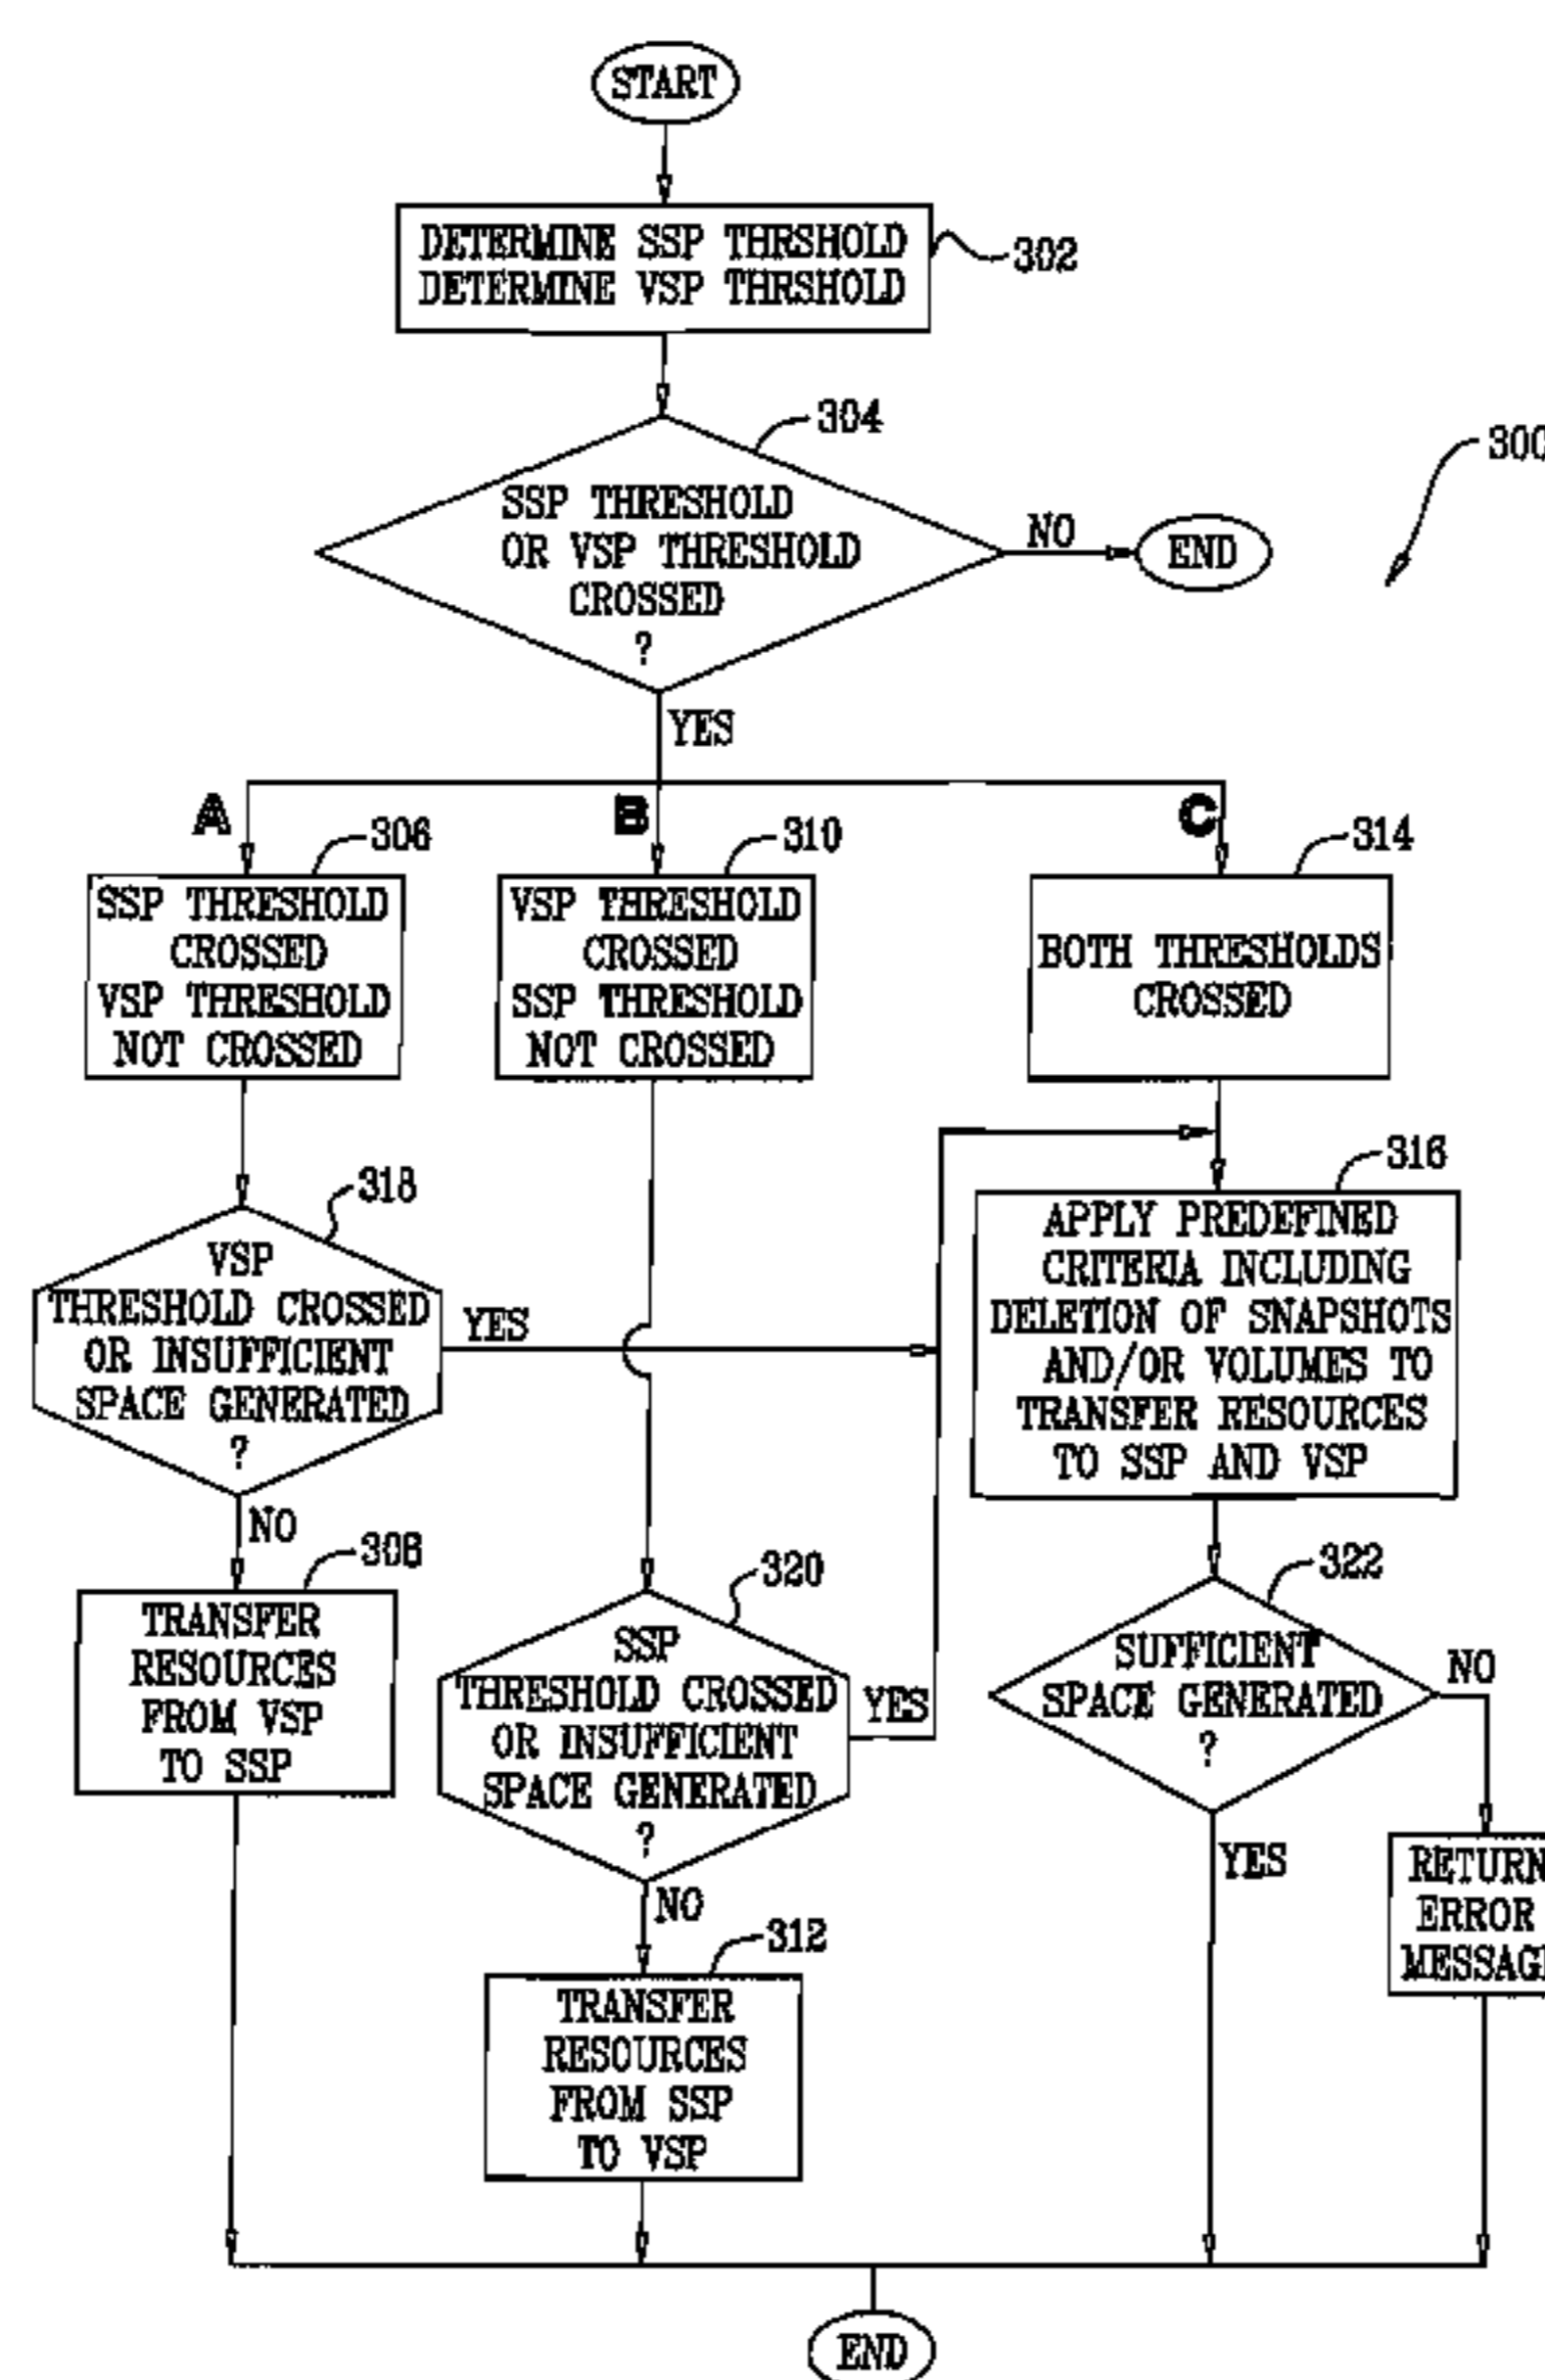 START
DETERMINE SSP THRSHOLD
DETERMINE VSP THRSHOLD
302
304
SSP THRESHOLD
OR VSP THRESHOLD
CROSSED
?
NO
END
300
YES
A
B
C
306
310
314
SSP THRESHOLD
CROSSED
VSP THRESHOLD
NOT CROSSED
VSP THRESHOLD
CROSSED
SSP THRESHOLD
NOT CROSSED
BOTH THRESHOLDS
CROSSED
318
VSP
THRESHOLD CROSSED
OR INSUFFICIENT
SPACE GENERATED
?
YES
NO
316
APPLY PREDEFINED
CRITERIA INCLUDING
DELETION OF SNAPSHOTS
AND/OR VOLUMES TO
TRANSFER RESOURCES
TO SSP AND VSP
308
TRANSFER
RESOURCES
FROM VSP
TO SSP
320
SSP
THRESHOLD CROSSED
OR INSUFFICIENT
SPACE GENERATED
?
YES
NO
322
SUFFICIENT
SPACE GENERATED
?
NO
YES
RETURN
ERROR
MESSAGE
312
TRANSFER
RESOURCES
FROM SSP
TO VSP
END